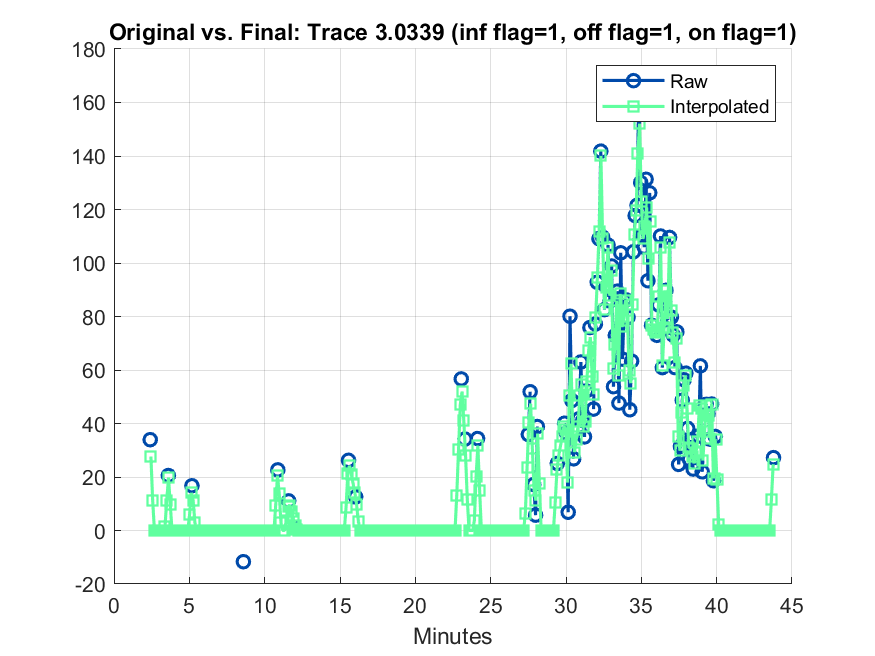 Original vs. Final: Trace 3.0339 (inf flag=1, off flag=1, on flag=1)
180
160
140
120
100
80
60
40
20
0
-20
Raw
Interpolated
0 5 10 15 20 25 30 35 40 45
Minutes